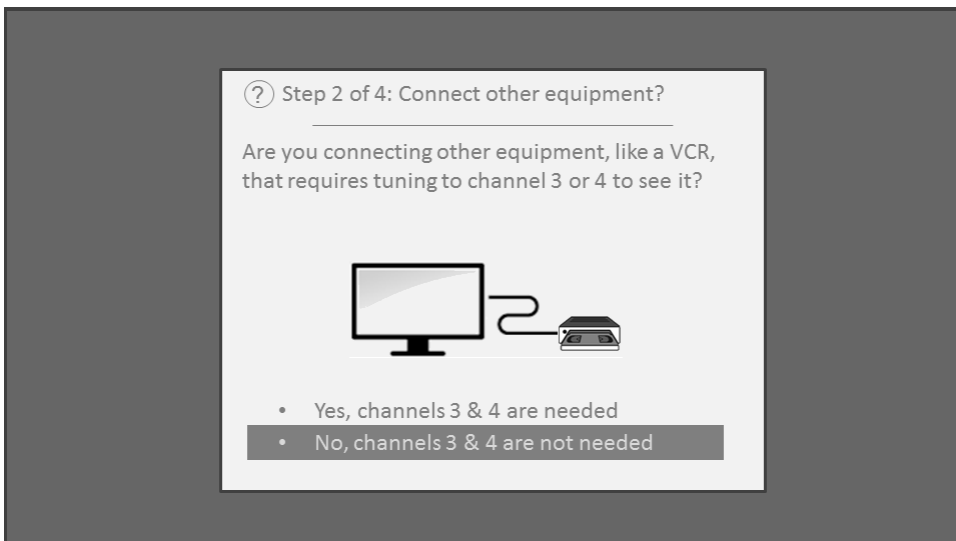 ? Step 2 of 4: Connect other equipment?
Are you connecting other equipment, like a VCR,
that requires tuning to channel 3 or 4 to see it?
• Yes, channels 3 & 4 are needed
• No, channels 3 & 4 are not needed